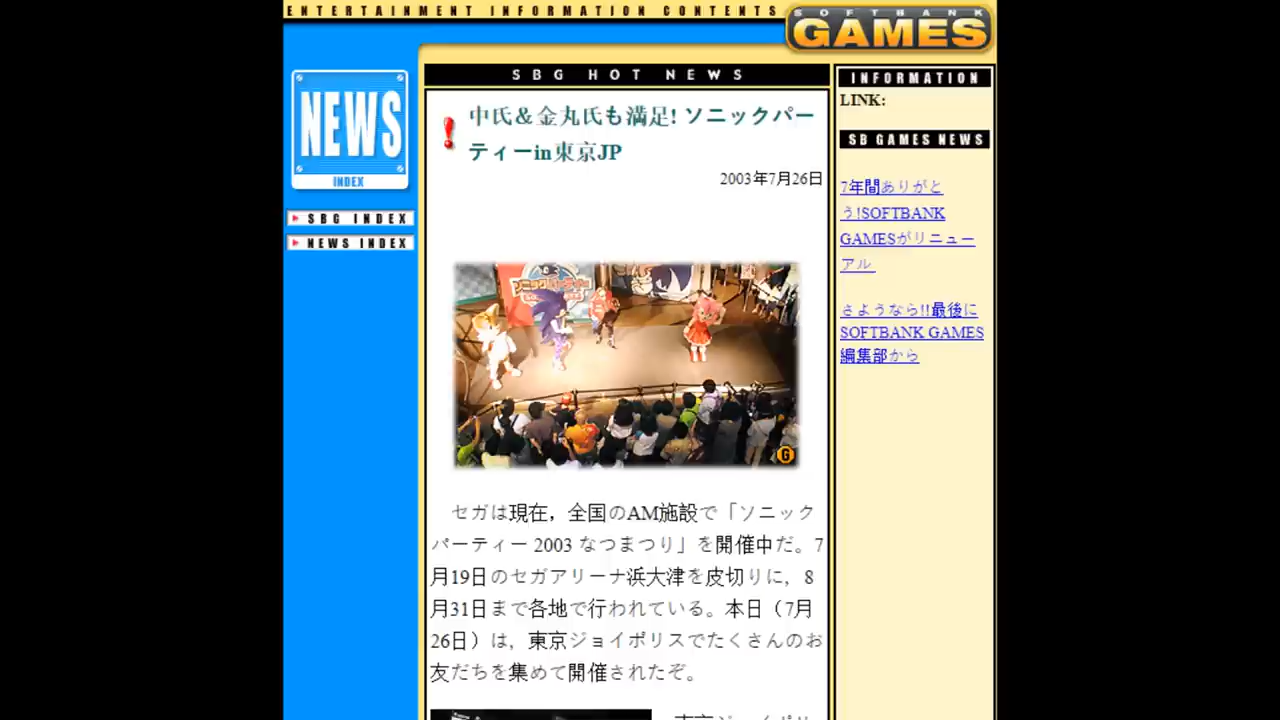 ENTERTAINMENT INFORMATION CONTENTS
SOFTBANK
GAMES
NEWS
INDEX
SBG INDEX
NEWS INDEX
SBG HOT NEWS
中氏&金丸氏も満足! ソニックパー
ティーin東京JP
2003年7月26日
セガは現在，全国のAM施設で「ソニック
パーティー 2003 なつまつり」を開催中だ。7
月19日のセガアリーナ浜大津を皮切りに，8
月31日まで各地で行われている。本日（7月
26日）は，東京ジョイポリスでたくさんのお
友だちを集めて開催されたぞ。
INFORMATION
LINK:
SB GAMES NEWS
7年間ありがと
う!SOFTBANK
GAMESがリニュー
アル
さようなら!!最後に
SOFTBANK GAMES
編集部から